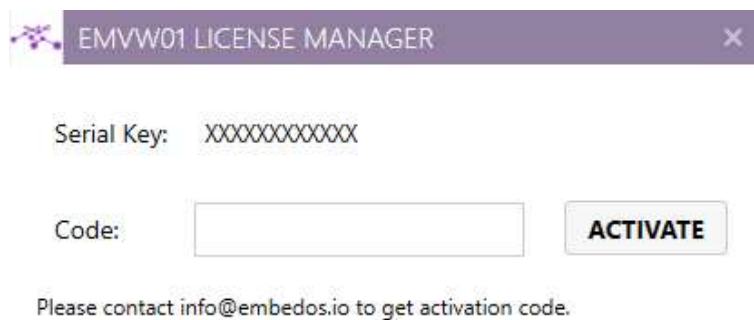 EMVW01 LICENSE MANAGER
Serial Key: XXXXXXXXXXXX
Code: ACTIVATE
Please contact info@embedos.io to get activation code.